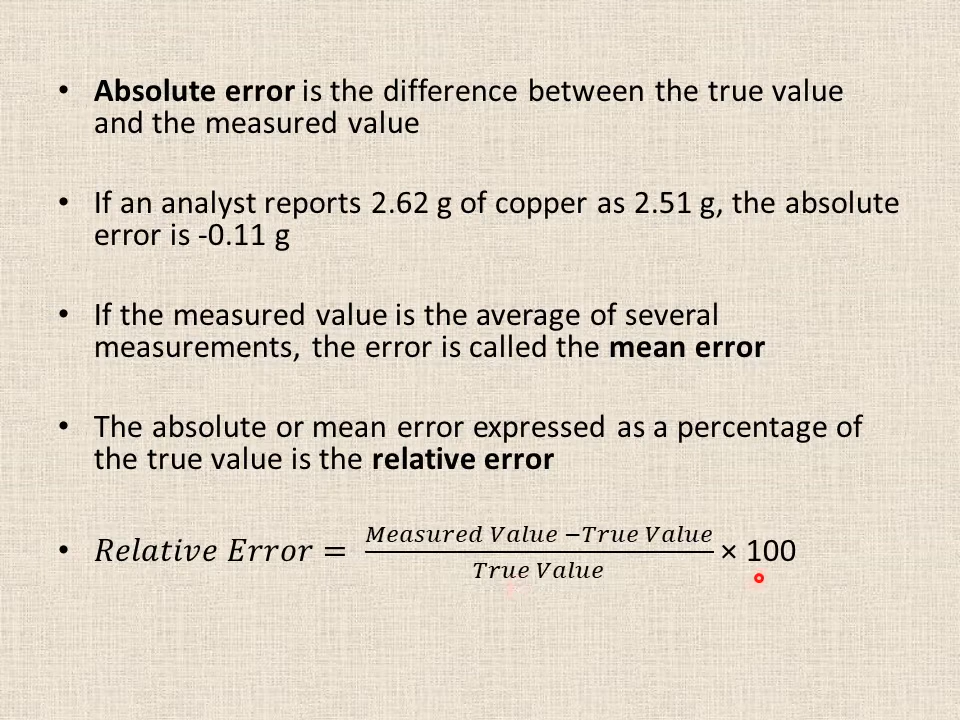 • Absolute error is the difference between the true value
and the measured value
• If an analyst reports 2.62 g of copper as 2.51 g, the absolute
error is -0.11 g
• If the measured value is the average of several
measurements, the error is called the mean error
• The absolute or mean error expressed as a percentage of
the true value is the relative error
• Relative Error = (Measured Value − True Value) / (True Value) × 100